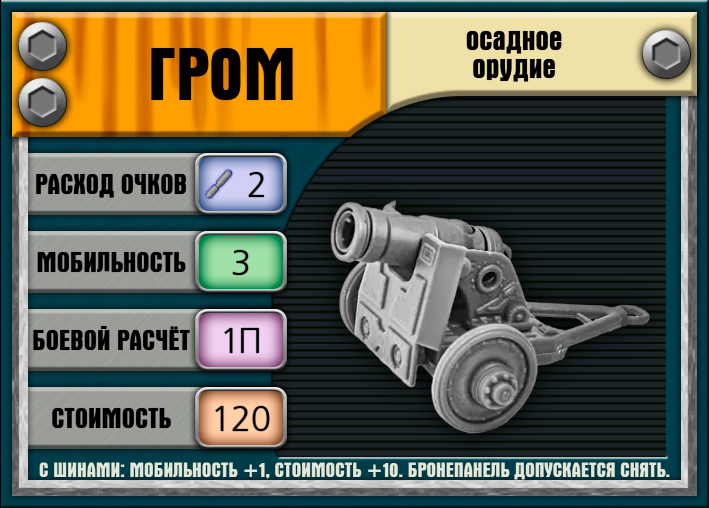 ГРОМ
ОСАДНОЕ
ОРУДИЕ
РАСХОД ОЧКОВ 2
МОБИЛЬНОСТЬ 3
БОЕВОЙ РАСЧЁТ 1П
СТОИМОСТЬ 120
С ШИНАМИ: МОБИЛЬНОСТЬ +1, СТОИМОСТЬ +10. БРОНЕПАНЕЛЬ ДОПУСКАЕТСЯ СНЯТЬ.